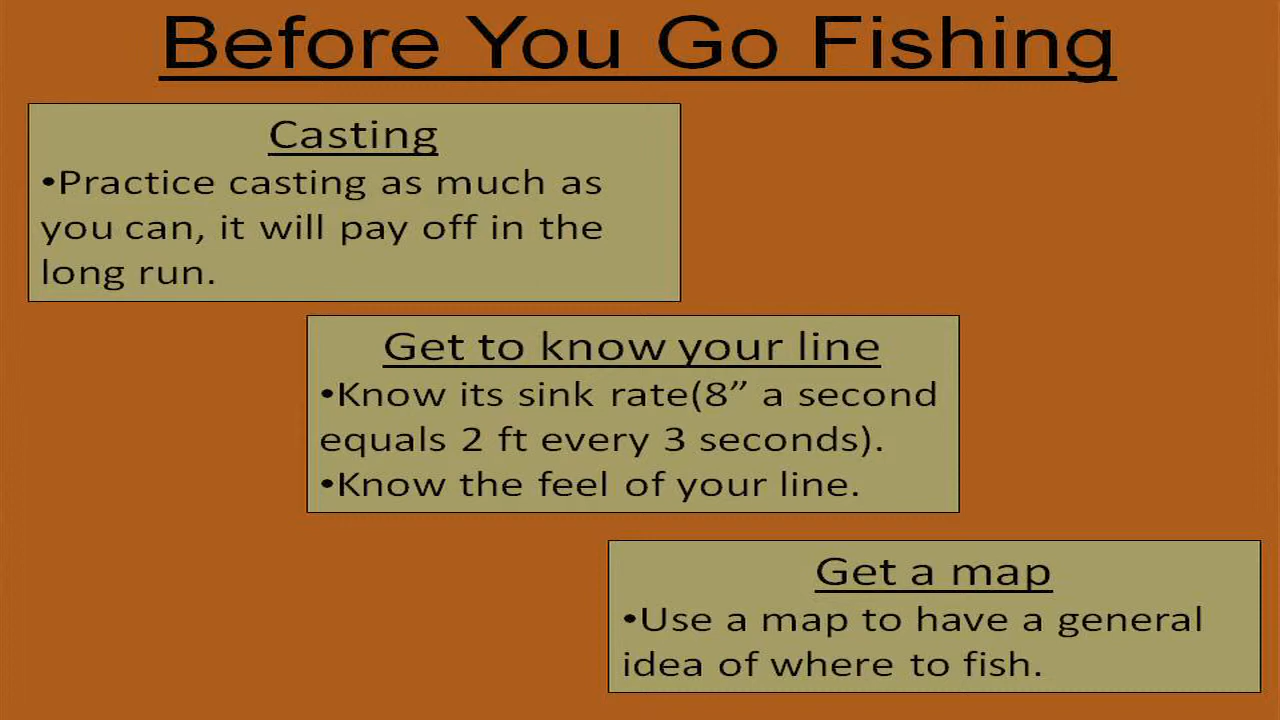 Before You Go Fishing
Casting
•Practice casting as much as
you can, it will pay off in the
long run.
Get to know your line
•Know its sink rate(8” a second
equals 2 ft every 3 seconds).
•Know the feel of your line.
Get a map
•Use a map to have a general
idea of where to fish.